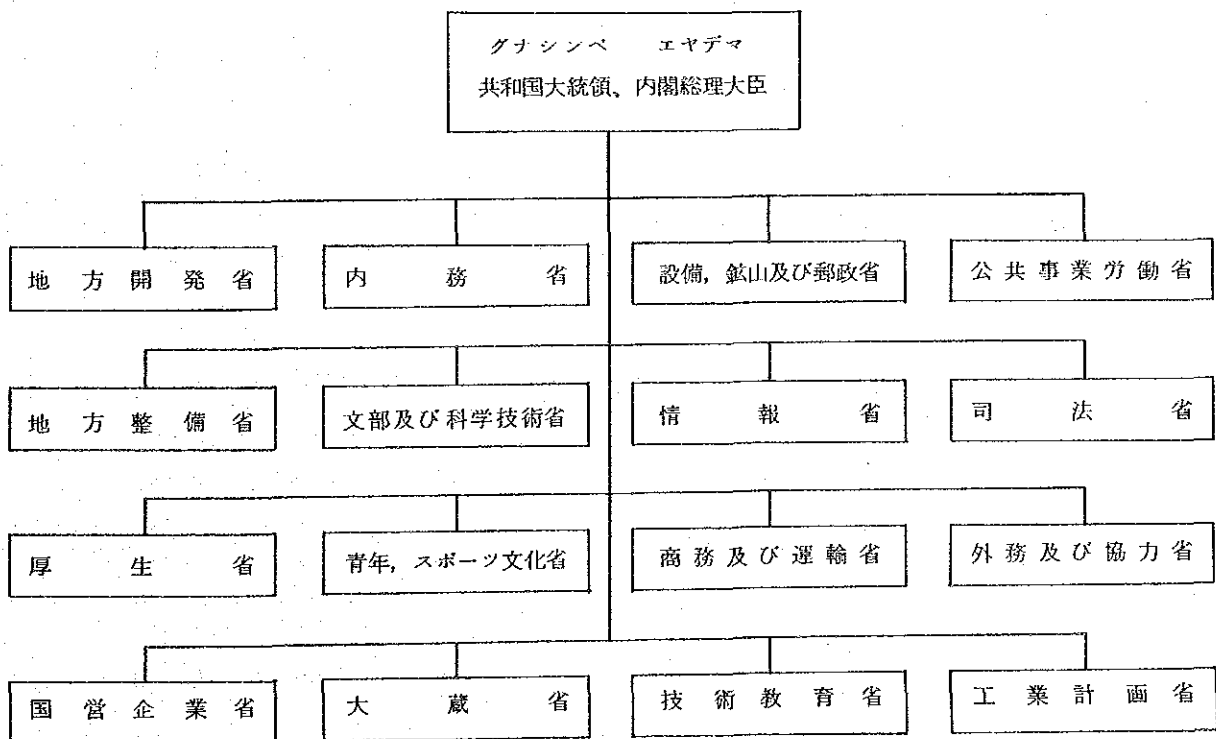 グナシンベ エヤデマ
共和国大統領、内閣総理大臣
地方開発省
内務省
設備，鉱山及び郵政省
公共事業労働省
地方整備省
文部及び科学技術省
情報省
司法省
厚生省
青年，スポーツ文化省
商務及び運輸省
外務及び協力省
国営企業省
大蔵省
技術教育省
工業計画省